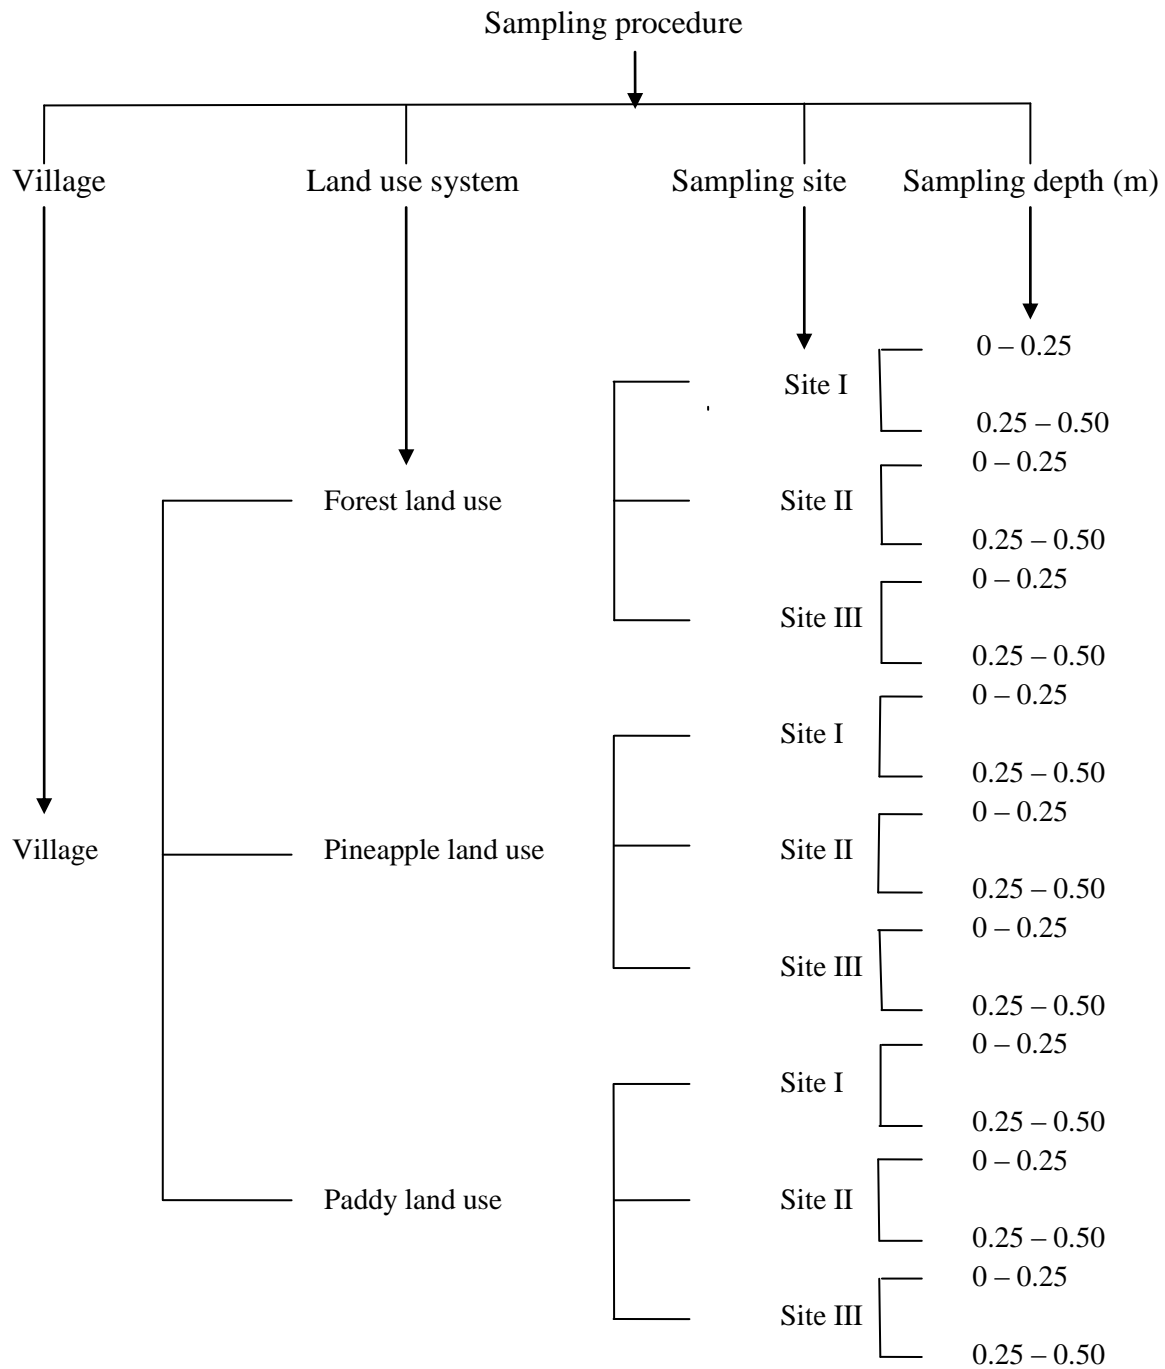 Sampling procedure
Village Land use system Sampling site Sampling depth (m)
0 – 0.25
Site I
0.25 – 0.50
0 – 0.25
Forest land use Site II
0.25 – 0.50
0 – 0.25
Site III
0.25 – 0.50
0 – 0.25
Site I
0.25 – 0.50
0 – 0.25
Village Pineapple land use Site II
0.25 – 0.50
0 – 0.25
Site III
0.25 – 0.50
0 – 0.25
Site I
0.25 – 0.50
0 – 0.25
Paddy land use Site II
0.25 – 0.50
0 – 0.25
Site III
0.25 – 0.50